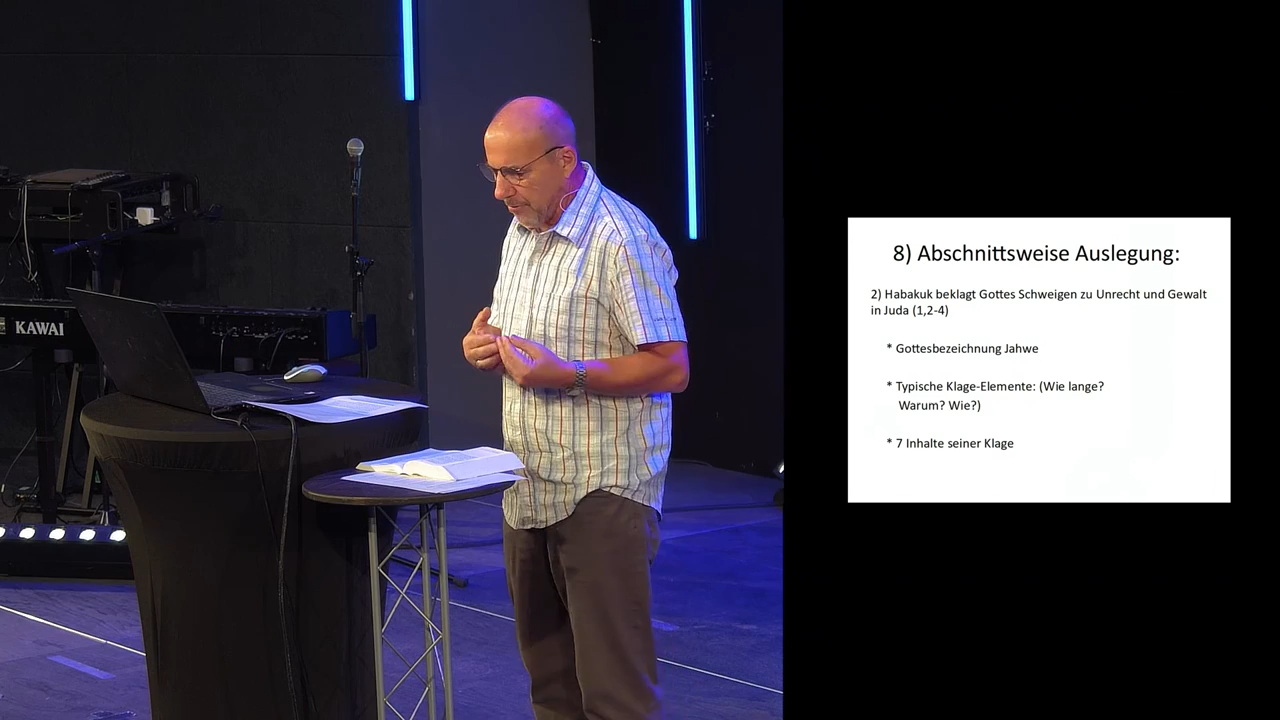 KAWAI
8) Abschnittsweise Auslegung:
2) Habakuk beklagt Gottes Schweigen zu Unrecht und Gewalt
in Juda (1,2-4)
* Gottesbezeichnung Jahwe
* Typische Klage-Elemente: (Wie lange?
Warum? Wie?)
* 7 Inhalte seiner Klage